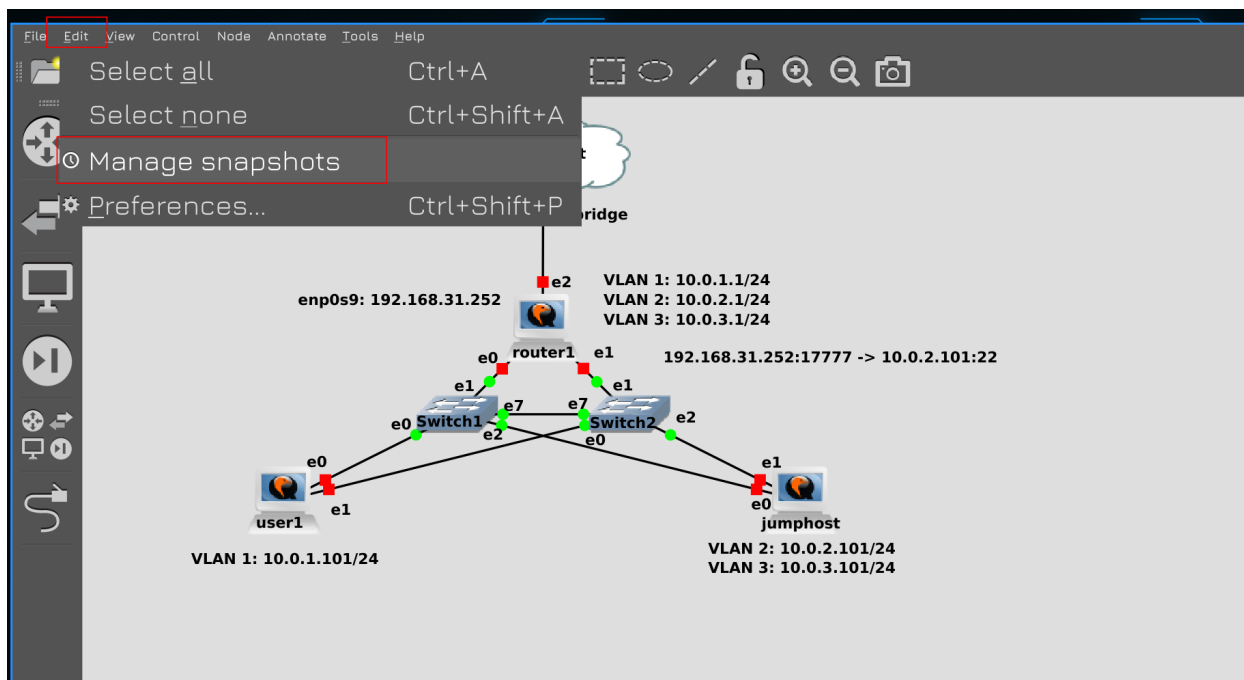 File Edit View Control Node Annotate Tools Help
Select all Ctrl+A
Select none Ctrl+Shift+A
Manage snapshots
Preferences... Ctrl+Shift+P
e2
VLAN 1: 10.0.1.1/24
enp0s9: 192.168.31.252
VLAN 2: 10.0.2.1/24
VLAN 3: 10.0.3.1/24
e0 router1 e1
192.168.31.252:17777 -> 10.0.2.101:22
e1 e1
e7 e7
e0 Switch1 Switch2 e2
e2 e0
e0 e1
e1 e0
user1 jumphost
VLAN 1: 10.0.1.101/24
VLAN 2: 10.0.2.101/24
VLAN 3: 10.0.3.101/24